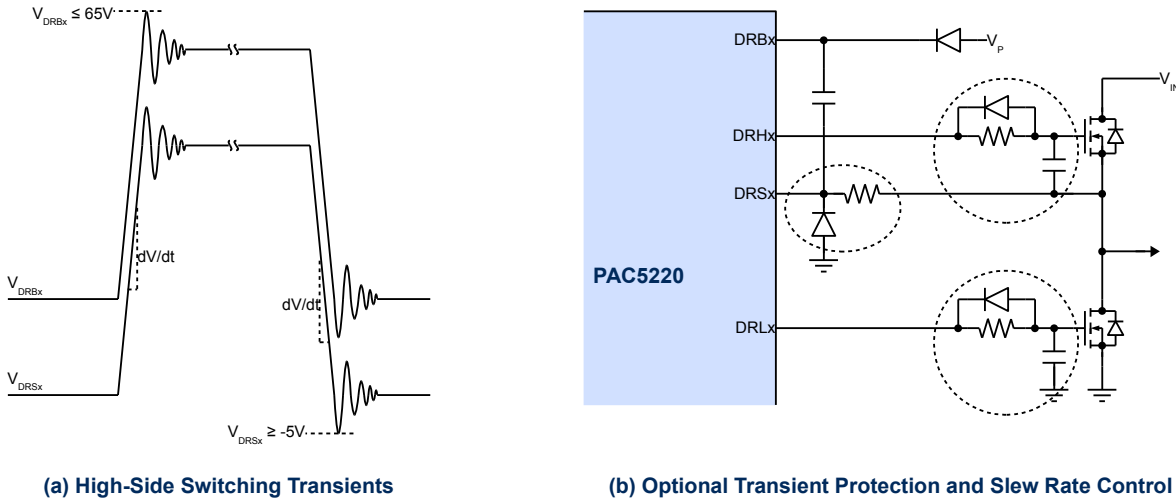 V_DRBx ≤ 65V
dV/dt
V_DRBx
dV/dt
V_DRSx
V_DRSx ≥ -5V
(a) High-Side Switching Transients
DRBx
V_P
V_IN
DRHx
DRSx
PAC5220
DRLx
(b) Optional Transient Protection and Slew Rate Control